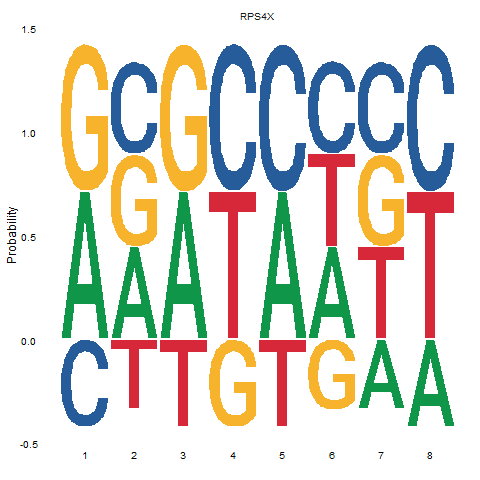 RPS4X
1.5
1.0
0.5
0.0
-0.5
Probability
G C G C C C C C
G T G
A A A T A A T T
C T T G T G A A
1 2 3 4 5 6 7 8